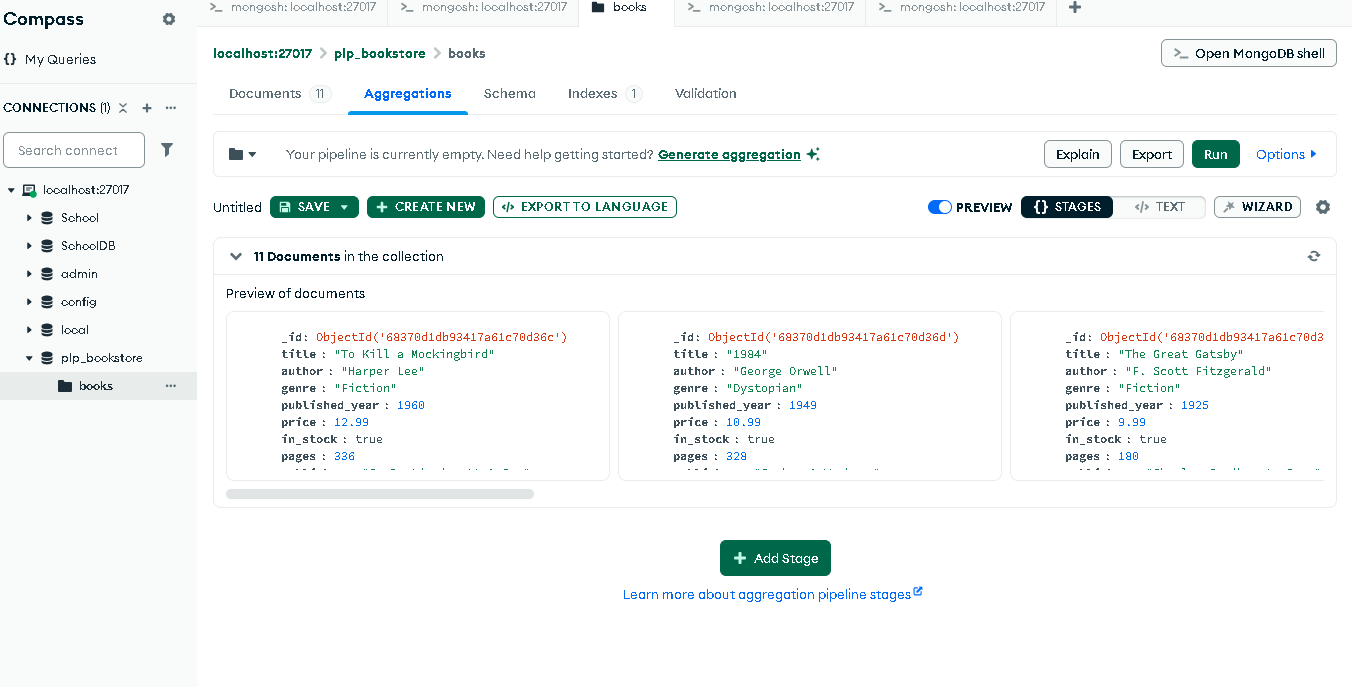 Compass
My Queries
CONNECTIONS (1)
Search connect
localhost:27017
School
SchoolDB
admin
config
local
plp_bookstore
books
mongosh: localhost:27017
mongosh: localhost:27017
books
mongosh: localhost:27017
mongosh: localhost:27017
localhost:27017 > plp_bookstore > books
>_ Open MongoDB shell
Documents 11 Aggregations Schema Indexes 1 Validation
Your pipeline is currently empty. Need help getting started? Generate aggregation
Explain Export Run Options
Untitled SAVE + CREATE NEW </> EXPORT TO LANGUAGE
PREVIEW {} STAGES </> TEXT WIZARD
11 Documents in the collection
Preview of documents
_id: ObjectId('68370d1db93417a61c70d36c')
title : "To Kill a Mockingbird"
author : "Harper Lee"
genre : "Fiction"
published_year : 1960
price : 12.99
in_stock : true
pages : 336
_id: ObjectId('68370d1db93417a61c70d36d')
title : "1984"
author : "George Orwell"
genre : "Dystopian"
published_year : 1949
price : 10.99
in_stock : true
pages : 328
_id: ObjectId('68370d1db93417a61c70d3
title : "The Great Gatsby"
author : "F. Scott Fitzgerald"
genre : "Fiction"
published_year : 1925
price : 9.99
in_stock : true
pages : 180
+ Add Stage
Learn more about aggregation pipeline stages